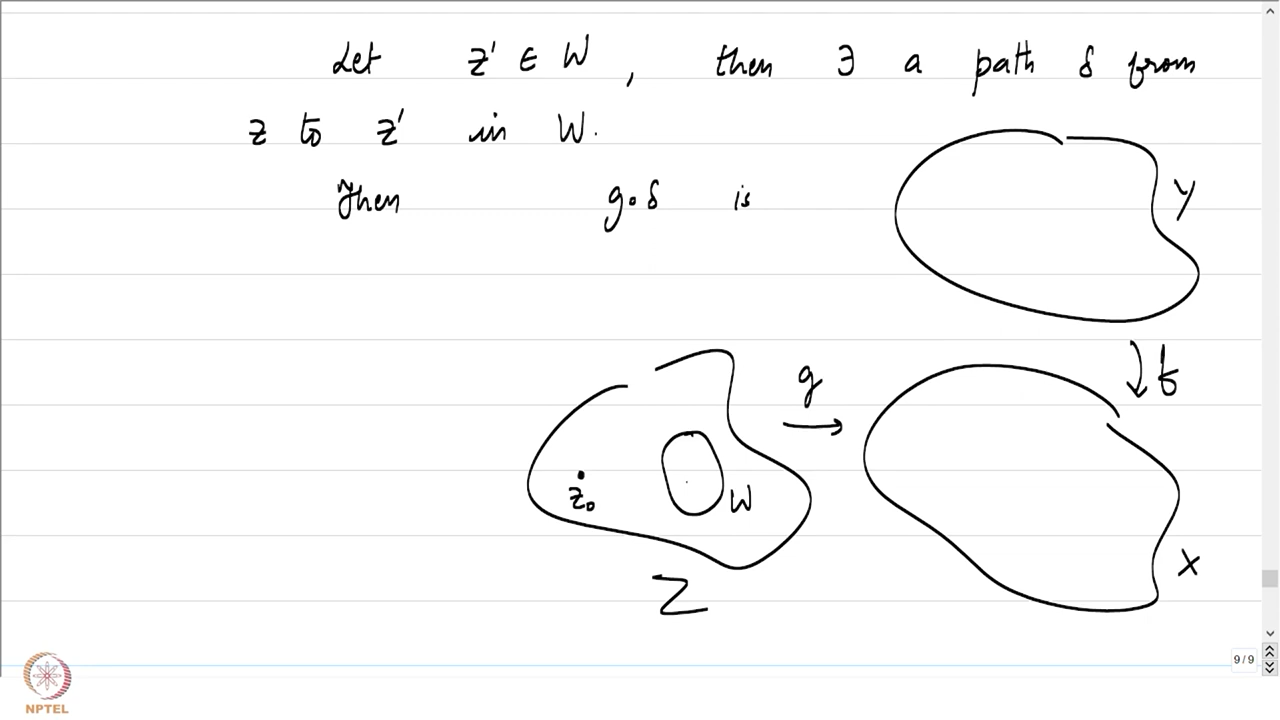 Let z' ∈ W, then ∃ a path δ from
z to z' in W.
Then g∘δ is
y
f
g
z₀
W
X
Z
9 / 9
NPTEL